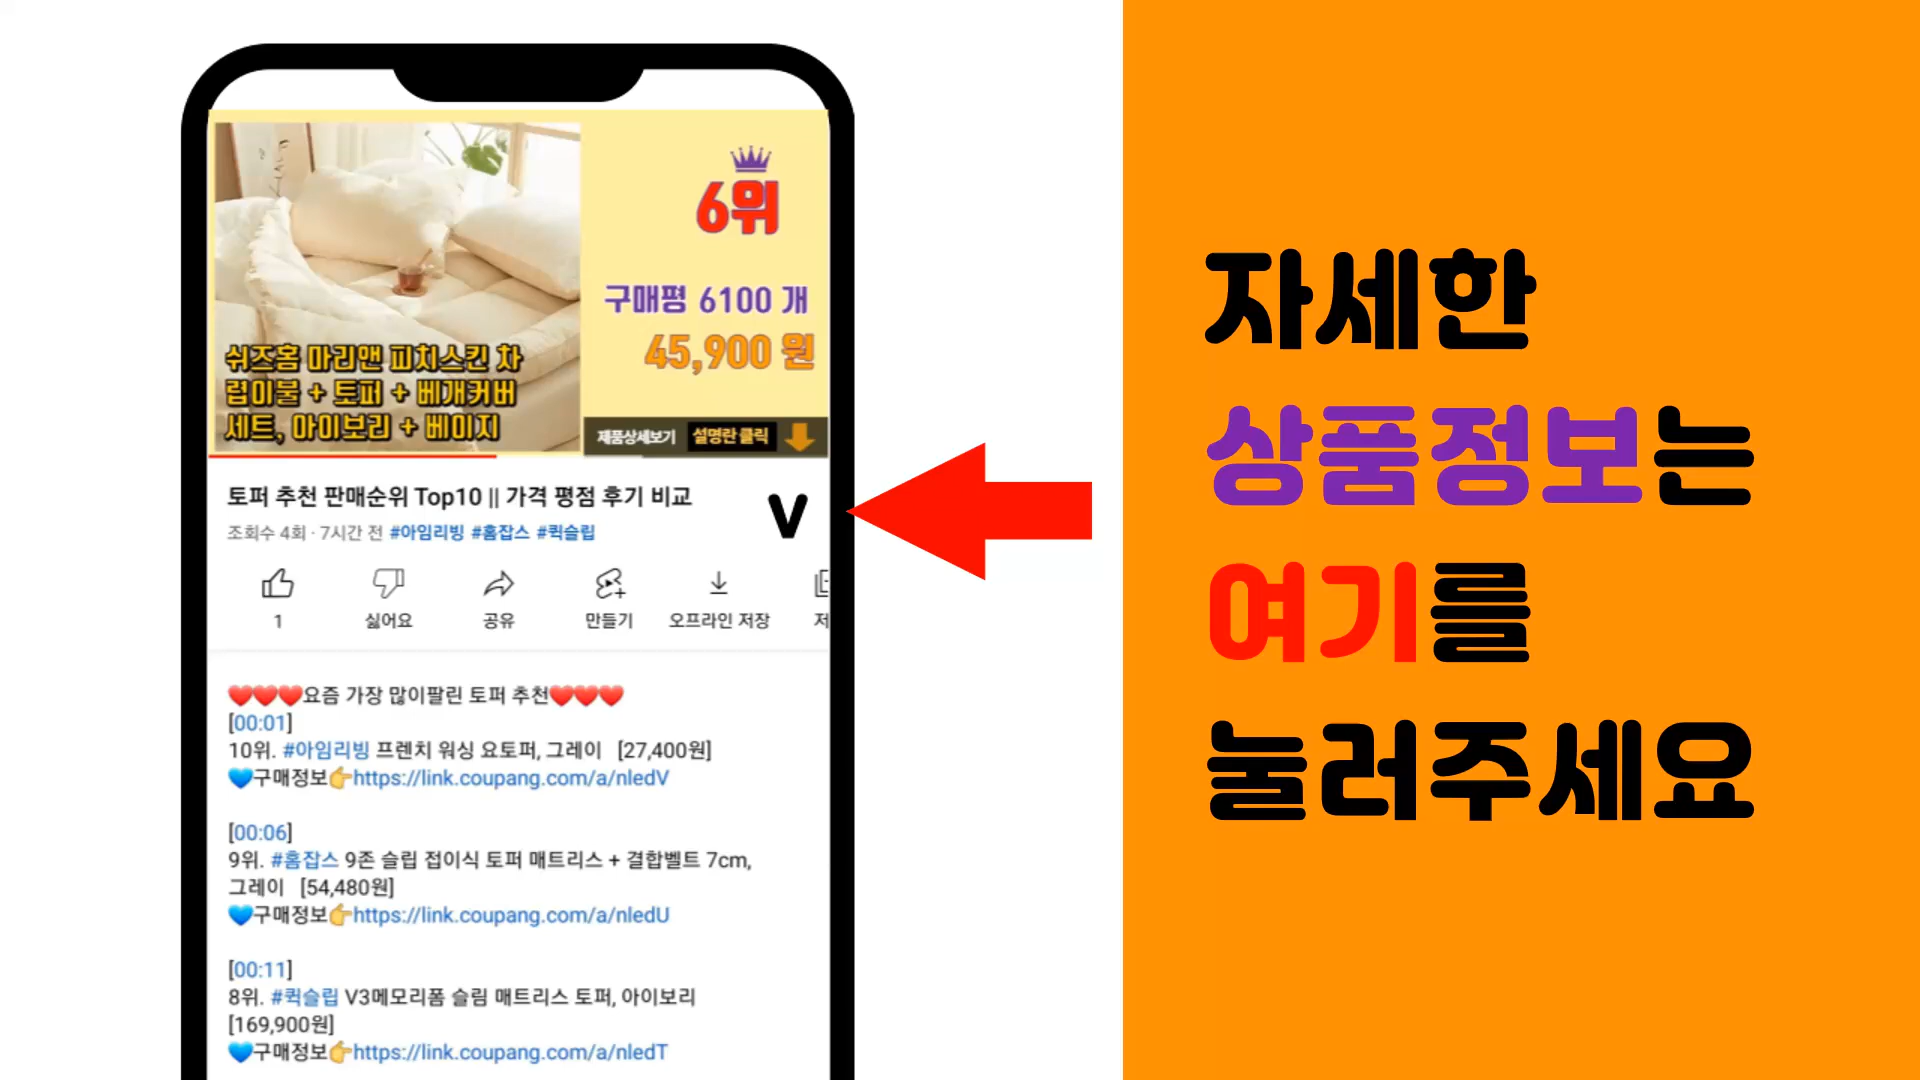 6위
구매평 6100 개
45,900 원
쉬즈홈 마리앤 피치스킨 차
렵이불 + 토퍼 + 베개커버
세트, 아이보리 + 베이지
제품상세보기 설명란 클릭
토퍼 추천 판매순위 Top10 || 가격 평점 후기 비교
V
조회수 4회 · 7시간 전 #아임리빙 #홈잡스 #퀵슬립
1 싫어요 공유 만들기 오프라인 저장 저
❤❤❤요즘 가장 많이팔린 토퍼 추천❤❤❤
[00:01]
10위. #아임리빙 프렌치 워싱 요토퍼, 그레이 [27,400원]
💙구매정보👉https://link.coupang.com/a/nledV
[00:06]
9위. #홈잡스 9존 슬립 접이식 토퍼 매트리스 + 결합벨트 7cm,
그레이 [54,480원]
💙구매정보👉https://link.coupang.com/a/nledU
[00:11]
8위. #퀵슬립 V3메모리폼 슬림 매트리스 토퍼, 아이보리
[169,900원]
💙구매정보👉https://link.coupang.com/a/nledT
자세한
상품정보는
여기를
눌러주세요